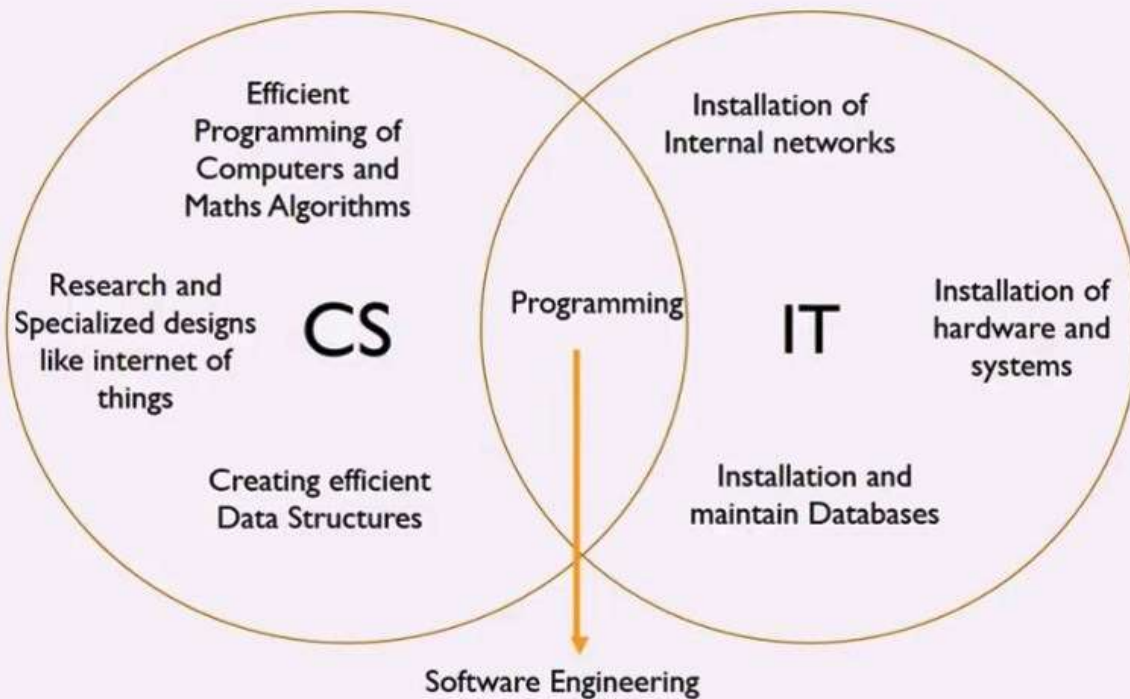 Efficient
Programming of
Computers and
Maths Algorithms
Research and
Specialized designs
like internet of
things
CS
Creating efficient
Data Structures
Programming
Installation of
Internal networks
IT
Installation of
hardware and
systems
Installation and
maintain Databases
Software Engineering